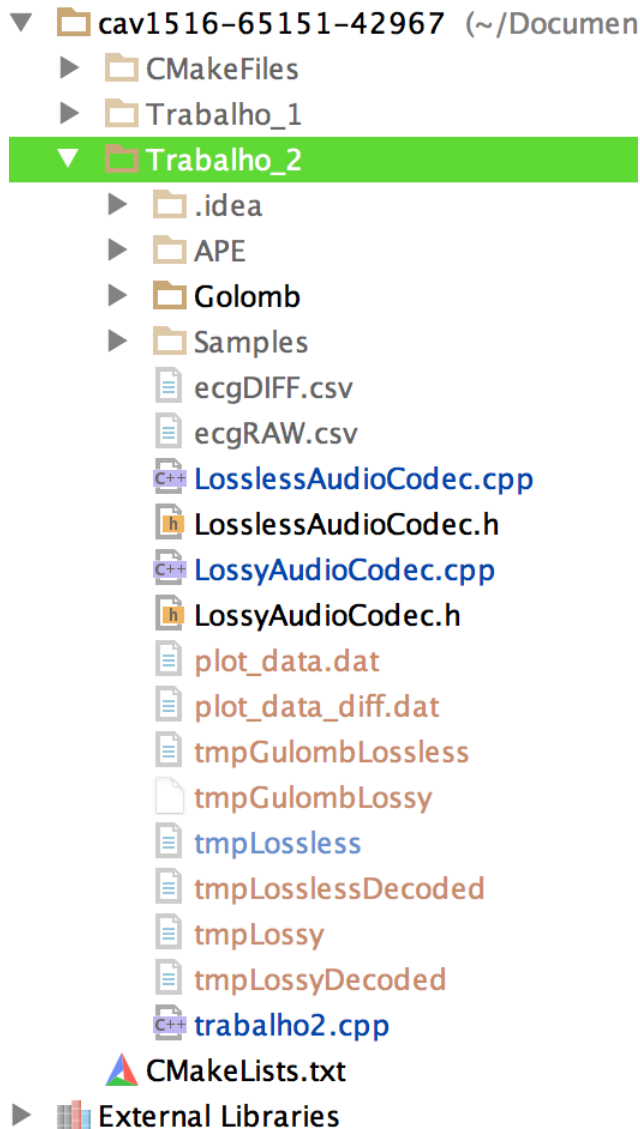 cav1516-65151-42967 (~/Documen
CMakeFiles
Trabalho_1
Trabalho_2
.idea
APE
Golomb
Samples
ecgDIFF.csv
ecgRAW.csv
C++ LosslessAudioCodec.cpp
h LosslessAudioCodec.h
C++ LossyAudioCodec.cpp
h LossyAudioCodec.h
plot_data.dat
plot_data_diff.dat
tmpGulombLossless
tmpGulombLossy
tmpLossless
tmpLosslessDecoded
tmpLossy
tmpLossyDecoded
C++ trabalho2.cpp
CMakeLists.txt
External Libraries